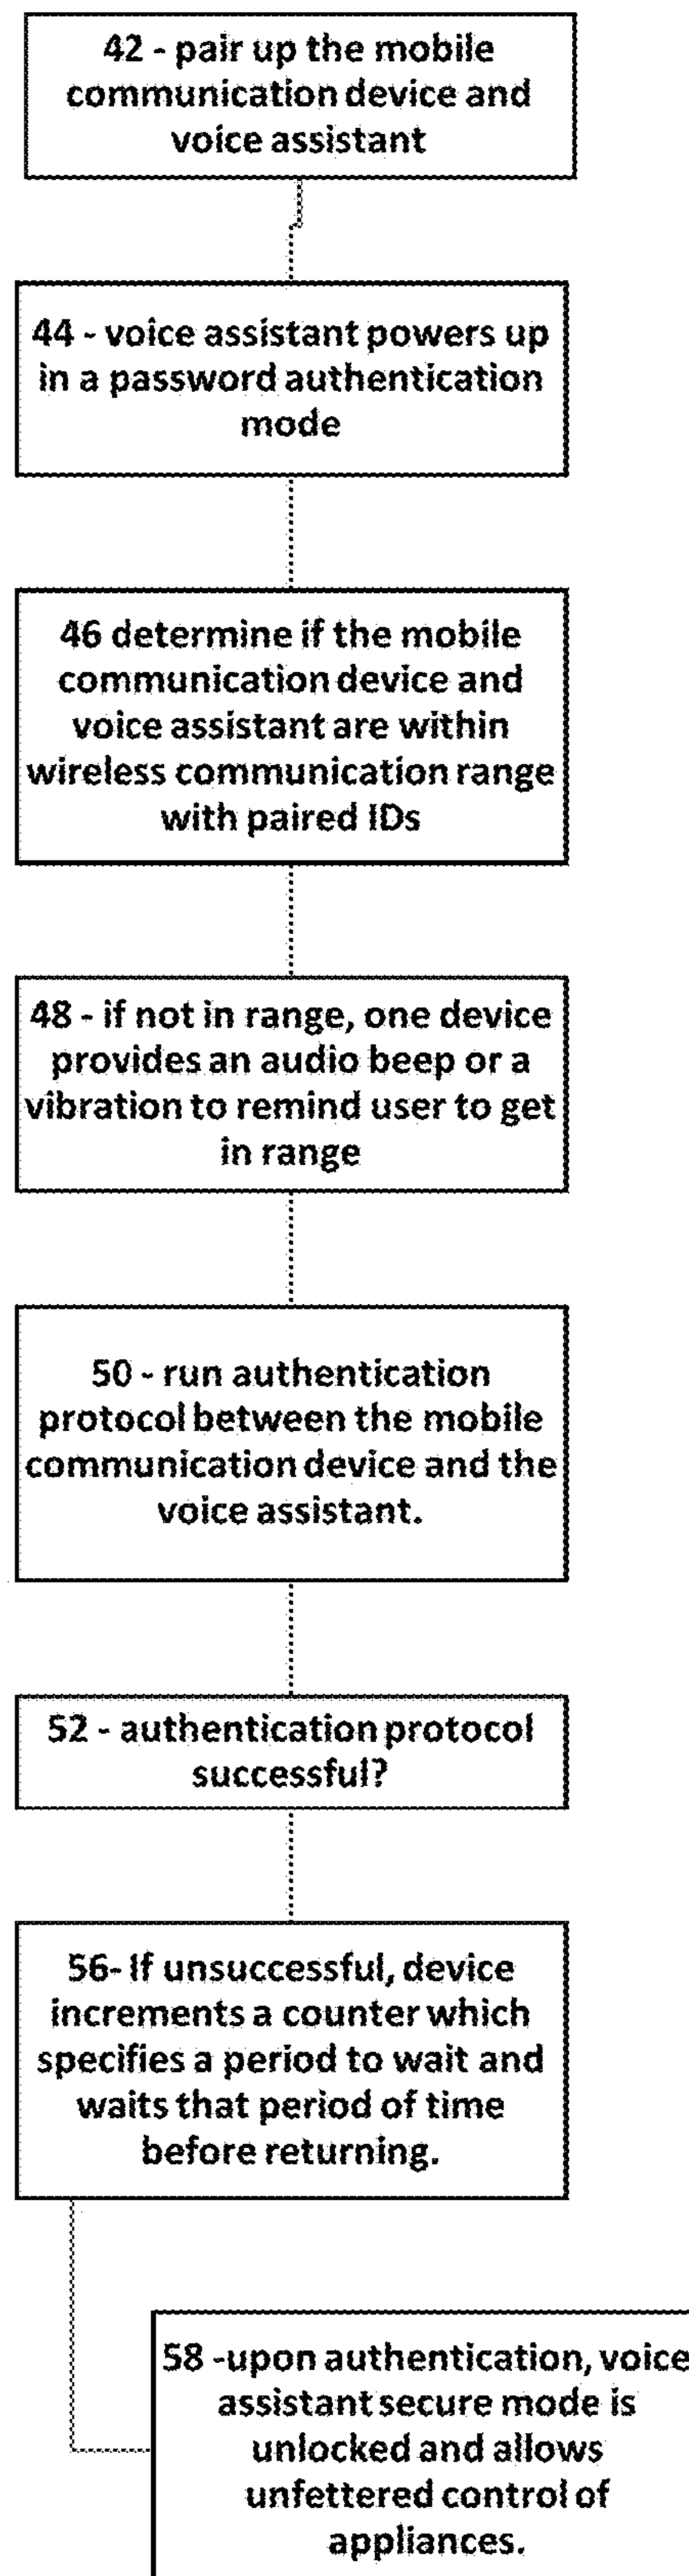 42 - pair up the mobile
communication device and
voice assistant
44 - voice assistant powers up
in a password authentication
mode
46 determine if the mobile
communication device and
voice assistant are within
wireless communication range
with paired IDs
48 - if not in range, one device
provides an audio beep or a
vibration to remind user to get
in range
50 - run authentication
protocol between the mobile
communication device and the
voice assistant.
52 - authentication protocol
successful?
56- If unsuccessful, device
increments a counter which
specifies a period to wait and
waits that period of time
before returning.
58 -upon authentication, voice
assistant secure mode is
unlocked and allows
unfettered control of
appliances.